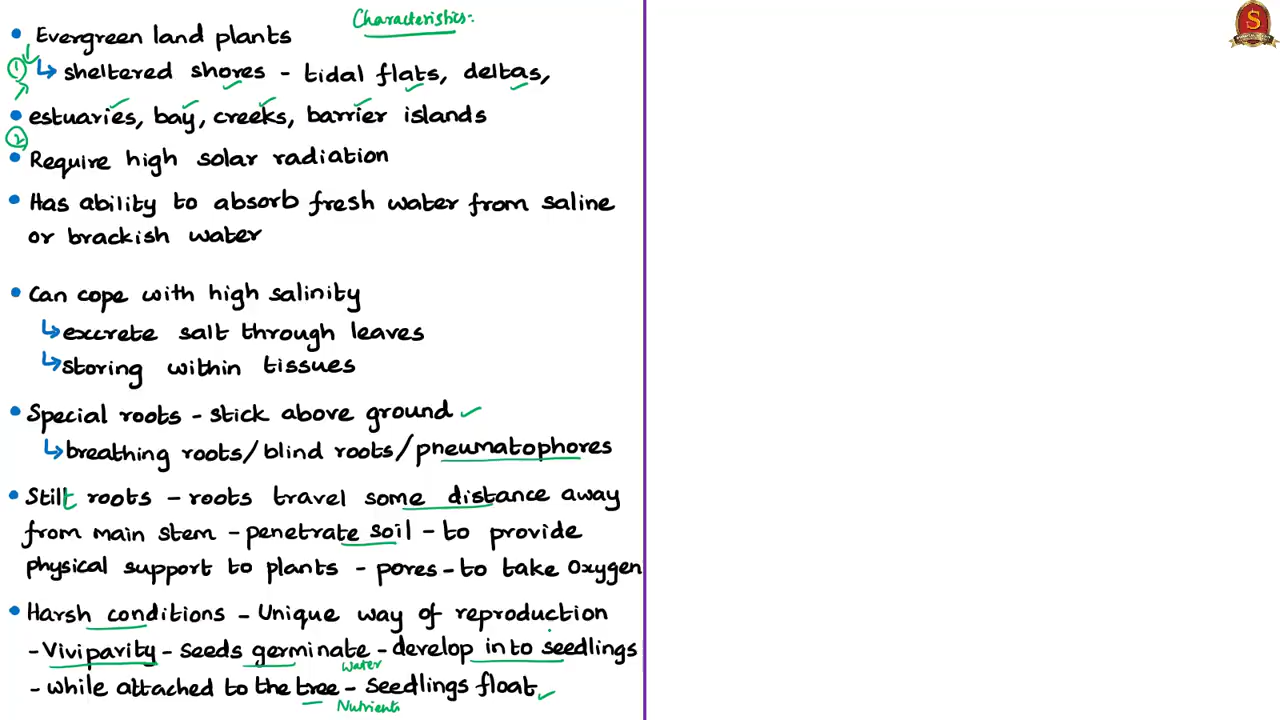 Characteristics:
• Evergreen land plants
① ↳ sheltered shores - tidal flats, deltas,
• estuaries, bay, creeks, barrier islands
②
• Require high solar radiation
• Has ability to absorb fresh water from saline
or brackish water
• Can cope with high salinity
↳ excrete salt through leaves
↳ storing within tissues
• Special roots - stick above ground
↳ breathing roots/blind roots/pneumatophores
• Stilt roots - roots travel some distance away
from main stem - penetrate soil - to provide
physical support to plants - pores - to take Oxygen
• Harsh conditions - Unique way of reproduction
- Viviparity - seeds germinate - develop in to seedlings
water
- while attached to the tree - seedlings float
Nutrients
S